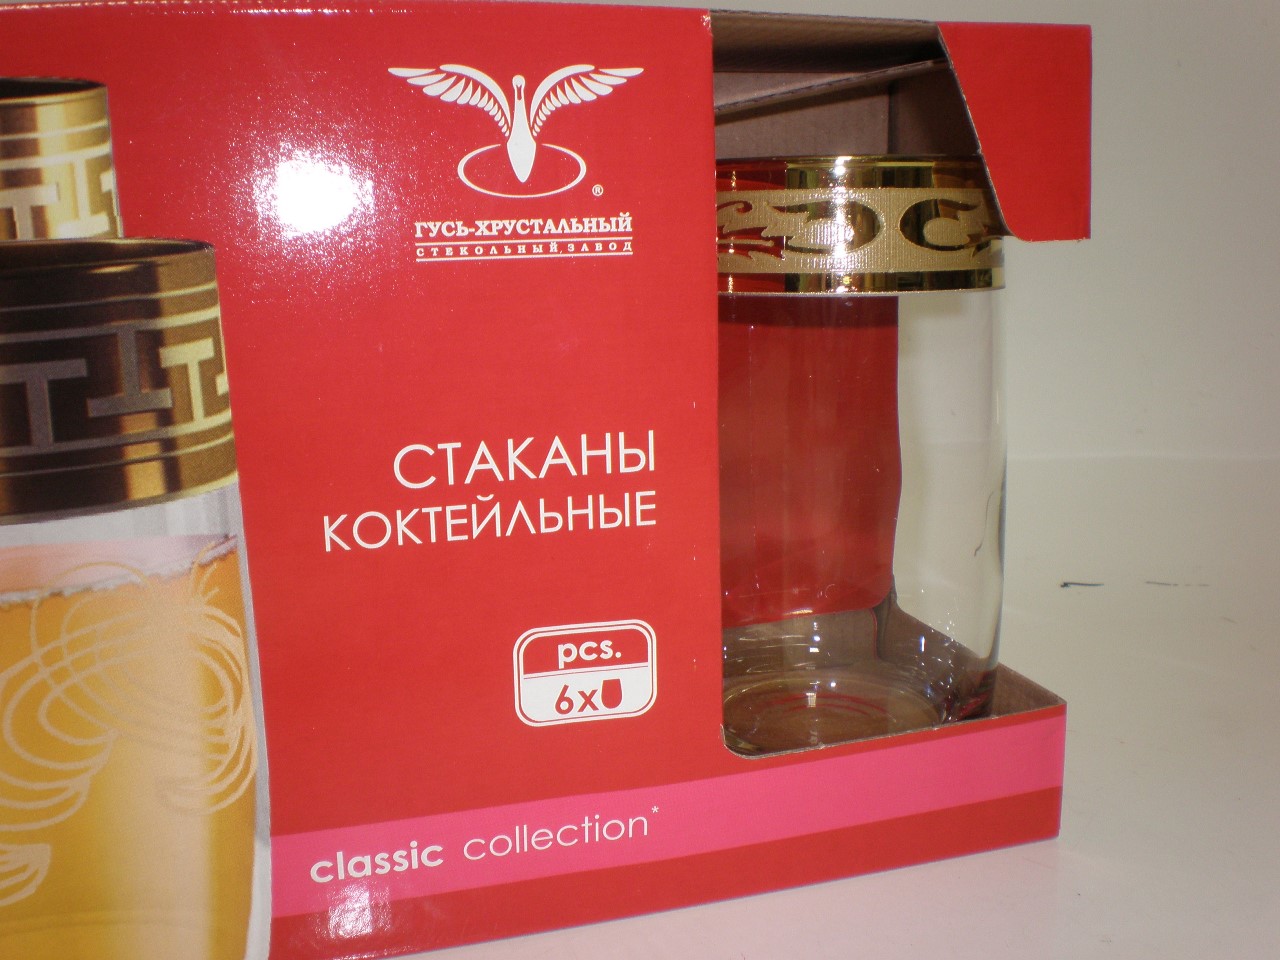 ®
ГУСЬ-ХРУСТАЛЬНЫЙ
СТЕКОЛЬНЫЙ ЗАВОД
СТАКАНЫ
КОКТЕЙЛЬНЫЕ
pcs.
6x
classic collection*